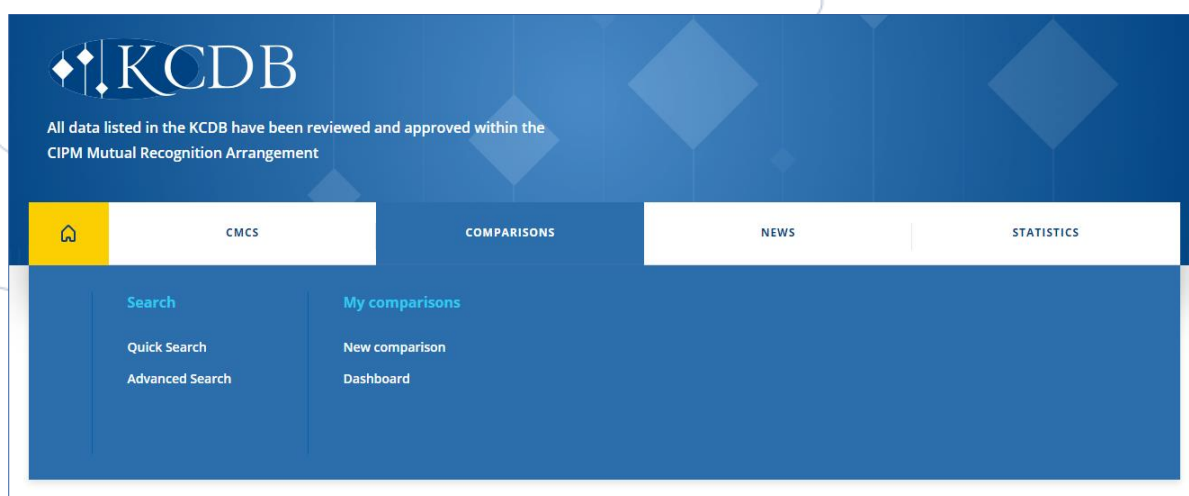 KCDB
All data listed in the KCDB have been reviewed and approved within the
CIPM Mutual Recognition Arrangement
CMCS
COMPARISONS
NEWS
STATISTICS
Search
Quick Search
Advanced Search
My comparisons
New comparison
Dashboard